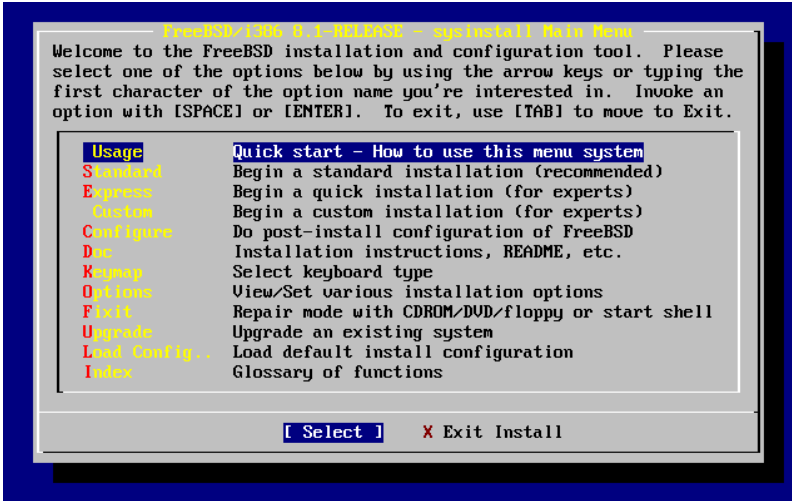 FreeBSD/i386 8.1-RELEASE - sysinstall Main Menu
Welcome to the FreeBSD installation and configuration tool.  Please
select one of the options below by using the arrow keys or typing the
first character of the option name you're interested in.  Invoke an
option with [SPACE] or [ENTER].  To exit, use [TAB] to move to Exit.
Usage Quick start - How to use this menu system
Standard Begin a standard installation (recommended)
Express Begin a quick installation (for experts)
Custom Begin a custom installation (for experts)
Configure Do post-install configuration of FreeBSD
Doc Installation instructions, README, etc.
Keymap Select keyboard type
Options View/Set various installation options
Fixit Repair mode with CDROM/DVD/floppy or start shell
Upgrade Upgrade an existing system
Load Config.. Load default install configuration
Index Glossary of functions
[ Select ] X Exit Install